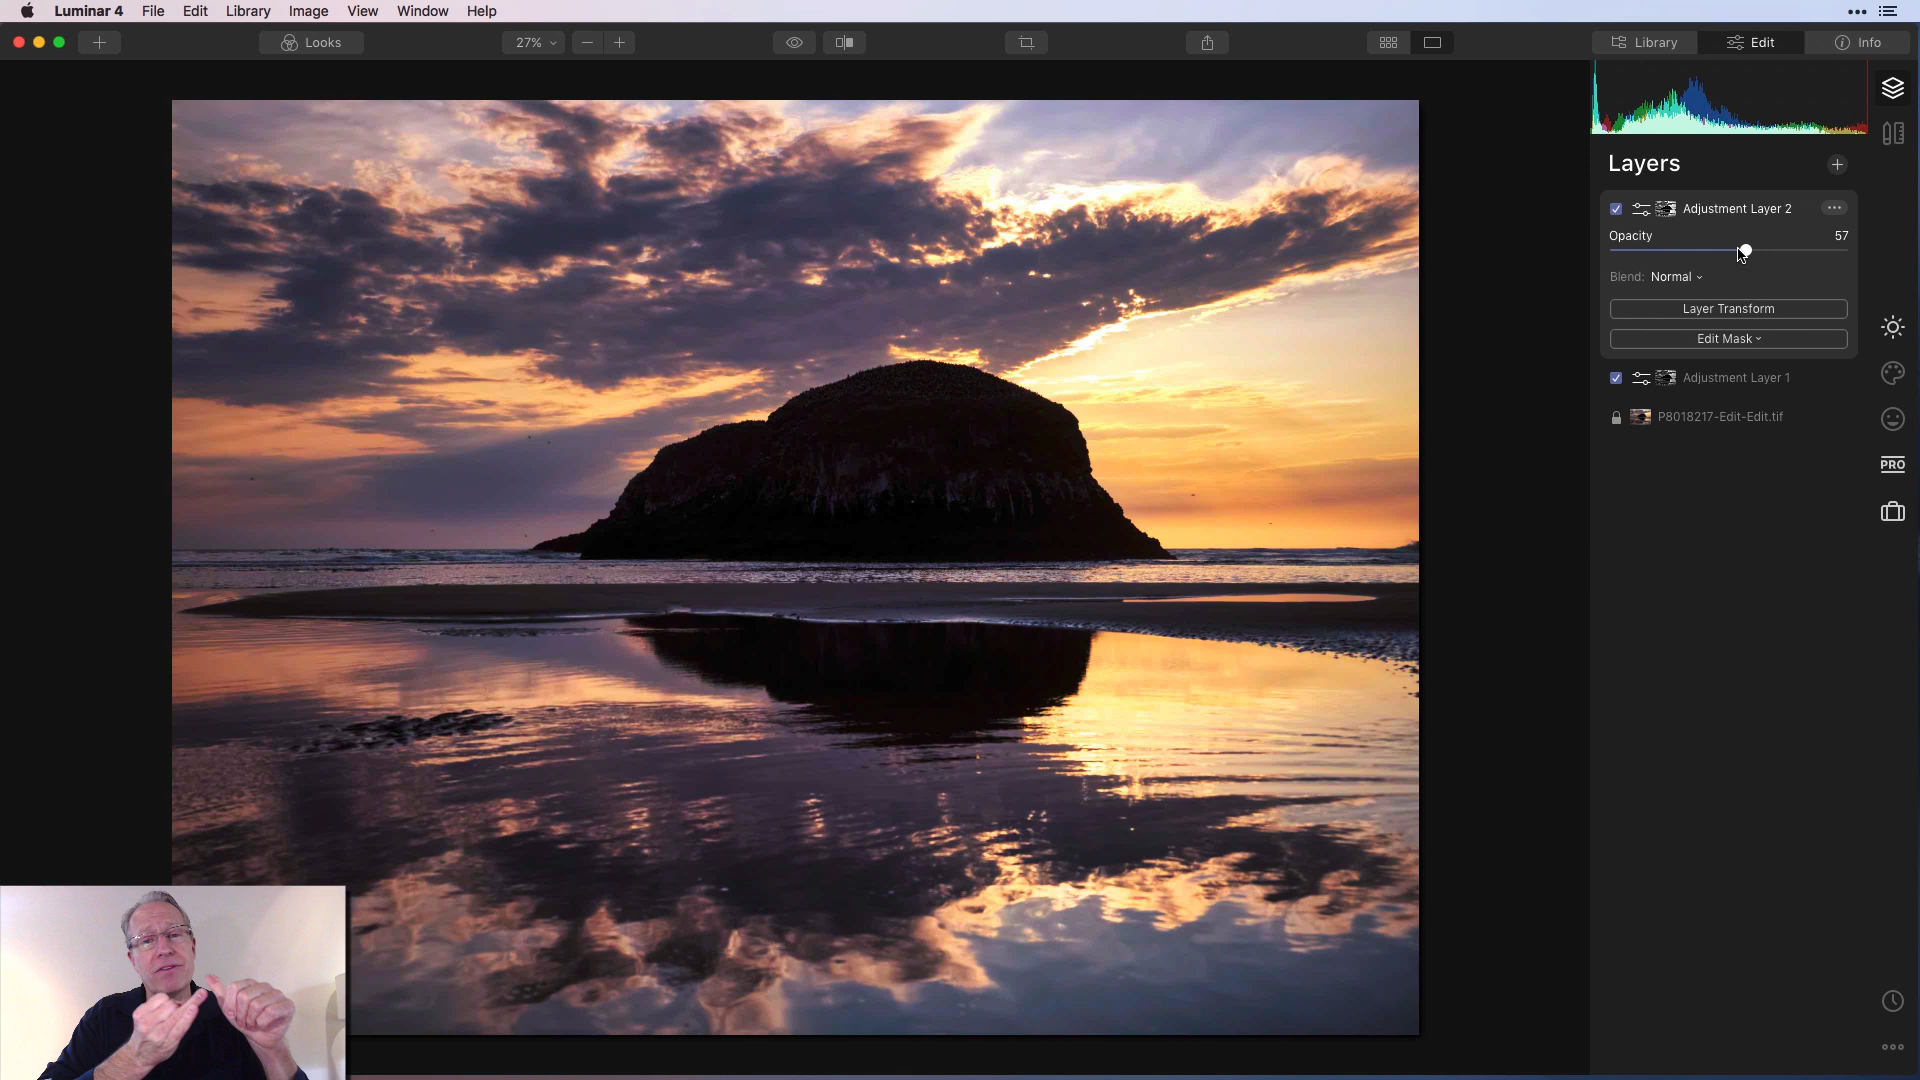 Luminar 4 File Edit Library Image View Window Help
Looks 27% Library Edit Info
Layers
Adjustment Layer 2
Opacity 57
Blend: Normal
Layer Transform
Edit Mask
Adjustment Layer 1
P8018217-Edit-Edit.tif
PRO